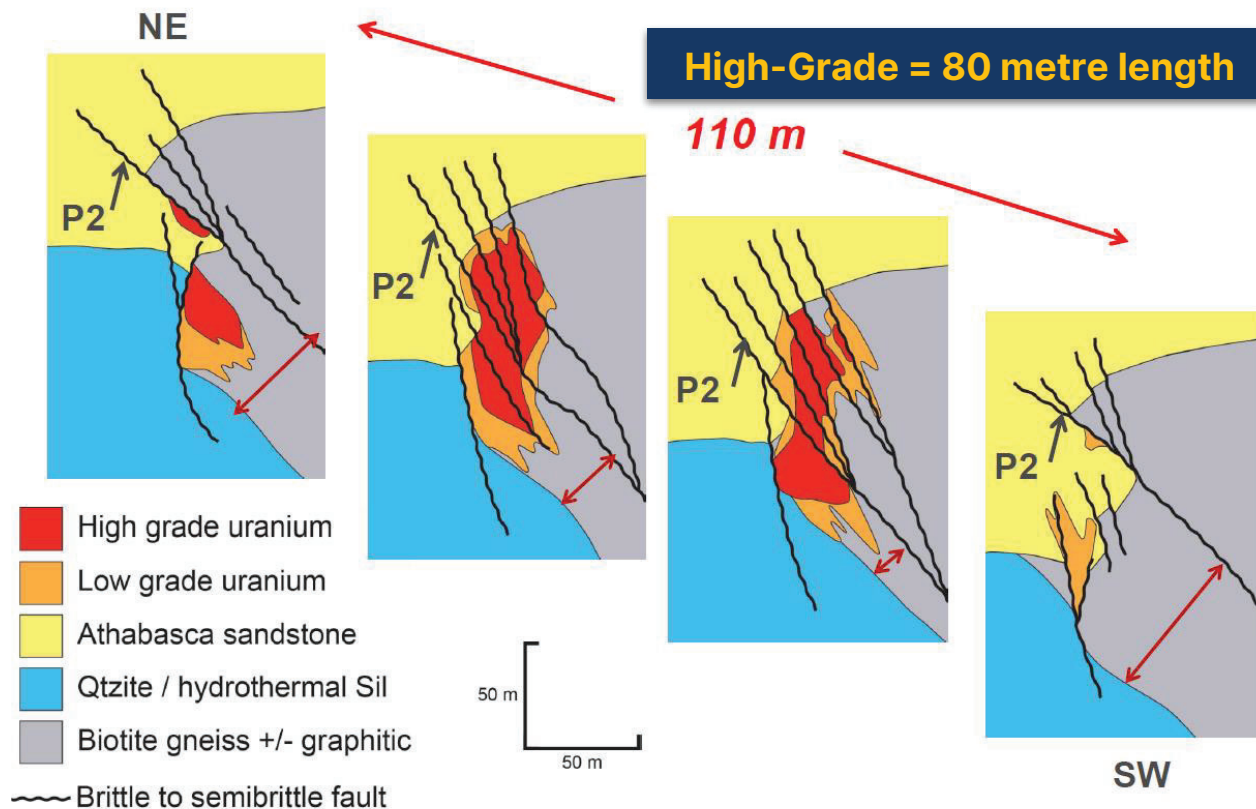 NE
High-Grade = 80 metre length
110 m
P2
P2
P2
P2
High grade uranium
Low grade uranium
Athabasca sandstone
Qtzite / hydrothermal Sil
Biotite gneiss +/- graphitic
Brittle to semibrittle fault
50 m
50 m
SW